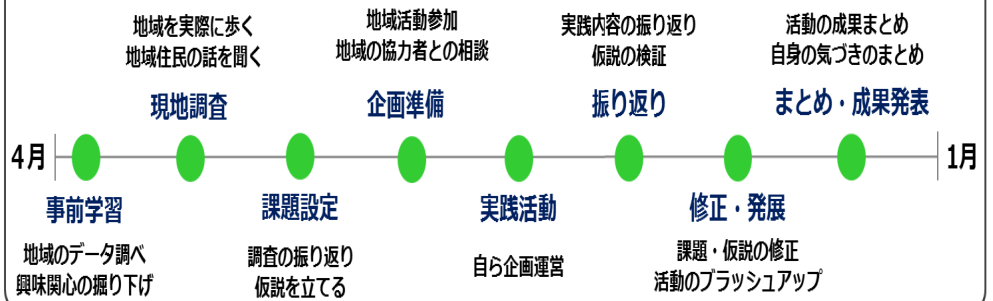 地域を実際に歩く
地域住民の話を聞く
現地調査
地域活動参加
地域の協力者との相談
企画準備
実践内容の振り返り
仮説の検証
振り返り
活動の成果まとめ
自身の気づきのまとめ
まとめ・成果発表
4月
1月
事前学習
地域のデータ調べ
興味関心の掘り下げ
課題設定
調査の振り返り
仮説を立てる
実践活動
自ら企画運営
修正・発展
課題・仮説の修正
活動のブラッシュアップ